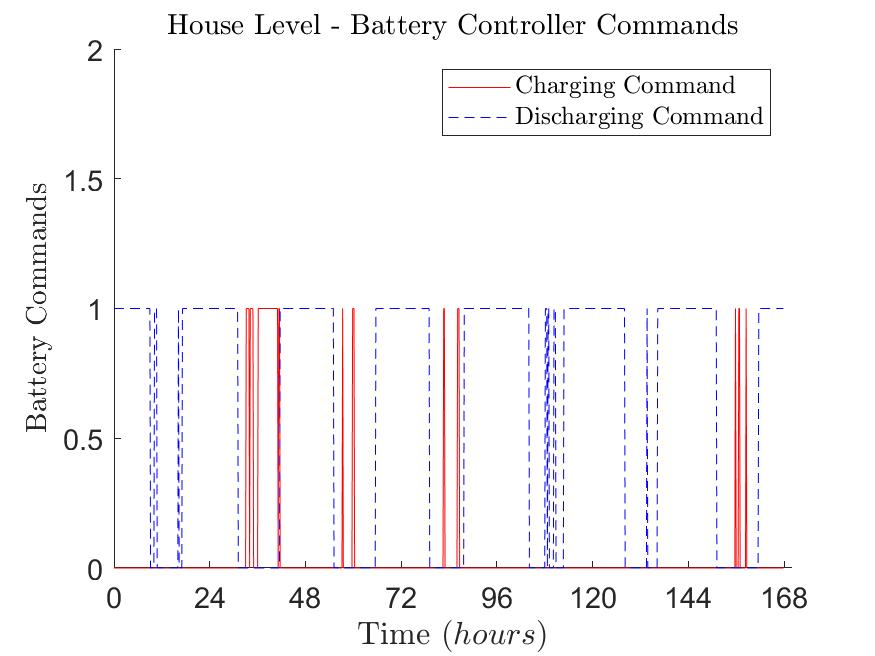 House Level - Battery Controller Commands
Charging Command
Discharging Command
Battery Commands
2
1.5
1
0.5
0
0 24 48 72 96 120 144 168
Time (hours)